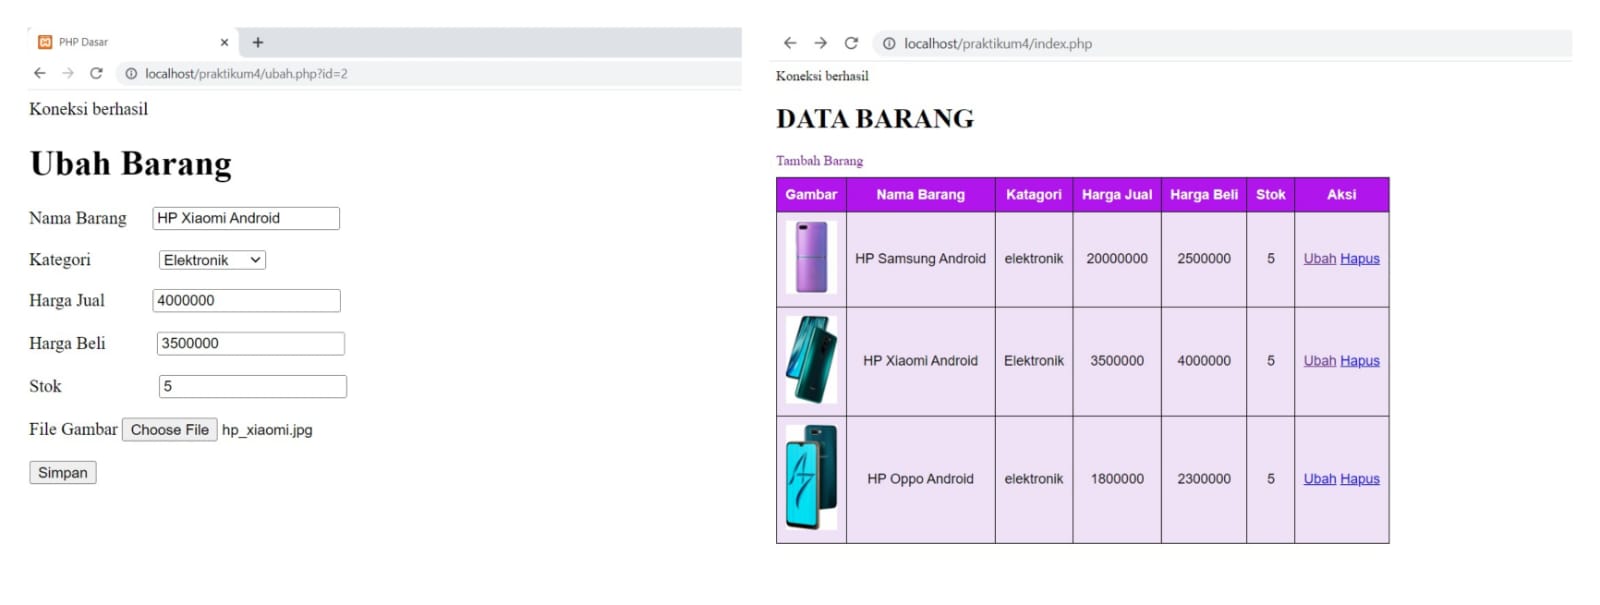 PHP Dasar
localhost/praktikum4/ubah.php?id=2
Koneksi berhasil
Ubah Barang
Nama Barang HP Xiaomi Android
Kategori Elektronik
Harga Jual 4000000
Harga Beli 3500000
Stok 5
File Gambar Choose File hp_xiaomi.jpg
Simpan
localhost/praktikum4/index.php
Koneksi berhasil
DATA BARANG
Tambah Barang
Gambar Nama Barang Katagori Harga Jual Harga Beli Stok Aksi
HP Samsung Android elektronik 20000000 2500000 5 Ubah Hapus
HP Xiaomi Android Elektronik 3500000 4000000 5 Ubah Hapus
A7 HP Oppo Android elektronik 1800000 2300000 5 Ubah Hapus